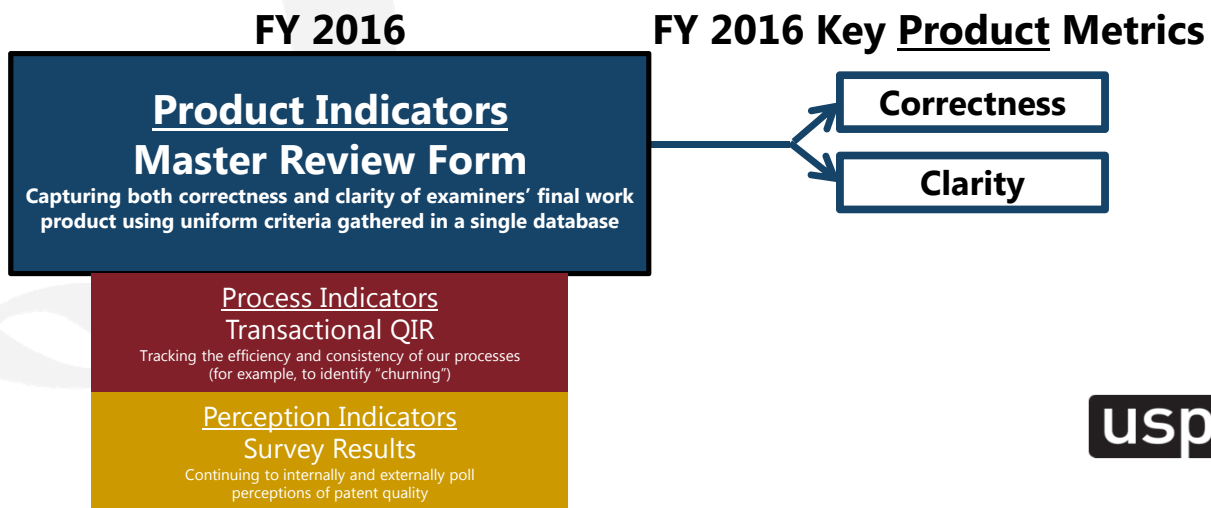 FY 2016
FY 2016 Key Product Metrics
Product Indicators
Master Review Form
Capturing both correctness and clarity of examiners’ final work
product using uniform criteria gathered in a single database
Correctness
Clarity
Process Indicators
Transactional QIR
Tracking the efficiency and consistency of our processes
(for example, to identify “churning”)
Perception Indicators
Survey Results
Continuing to internally and externally poll
perceptions of patent quality
usp